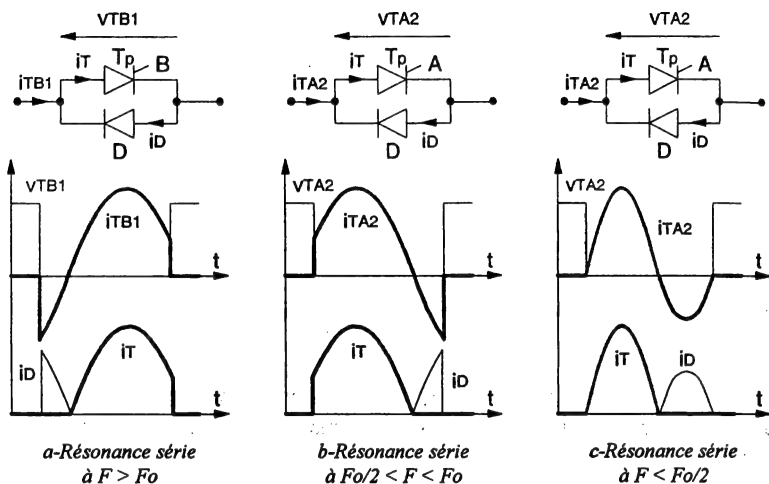 VTB1
VTA2
VTA2
iT
Tp
B
iT
Tp
A
iT
Tp
A
iTB1
iTA2
iTA2
D
iD
D
iD
D
iD
VTB1
iTB1
t
VTA2
iTA2
t
VTA2
iTA2
t
iD
iT
t
iT
iD
t
iT
iD
t
a-Résonance série
à F > Fo
b-Résonance série
à Fo/2 < F < Fo
c-Résonance série
à F < Fo/2